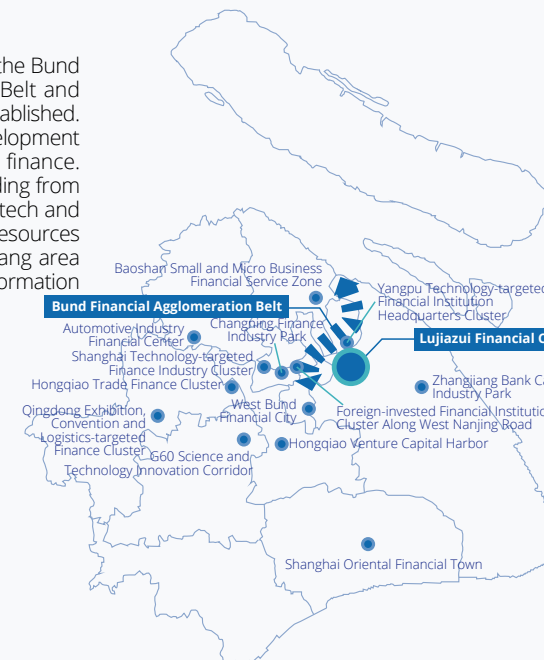 the Bund
Belt and
ablished.
elopment
finance.
ding from
tech and
esources
ang area
ormation
Baoshan Small and Micro Business
Financial Service Zone
Yangpu Technology-targeted
Financial Institution
Headquarters Cluster
Bund Financial Agglomeration Belt
Automotive Industry
Financial Center
Changning Finance
Industry Park
Lujiazui Financial C
Shanghai Technology-targeted
Finance Industry Cluster
Hongqiao Trade Finance Cluster
Zhangjiang Bank Ca
Industry Park
West Bund
Financial City
Foreign-invested Financial Institutio
Cluster Along West Nanjing Road
Qingdong Exhibition,
Convention and
Logistics-targeted
Finance Cluster
G60 Science and
Technology Innovation Corridor
Hongqiao Venture Capital Harbor
Shanghai Oriental Financial Town